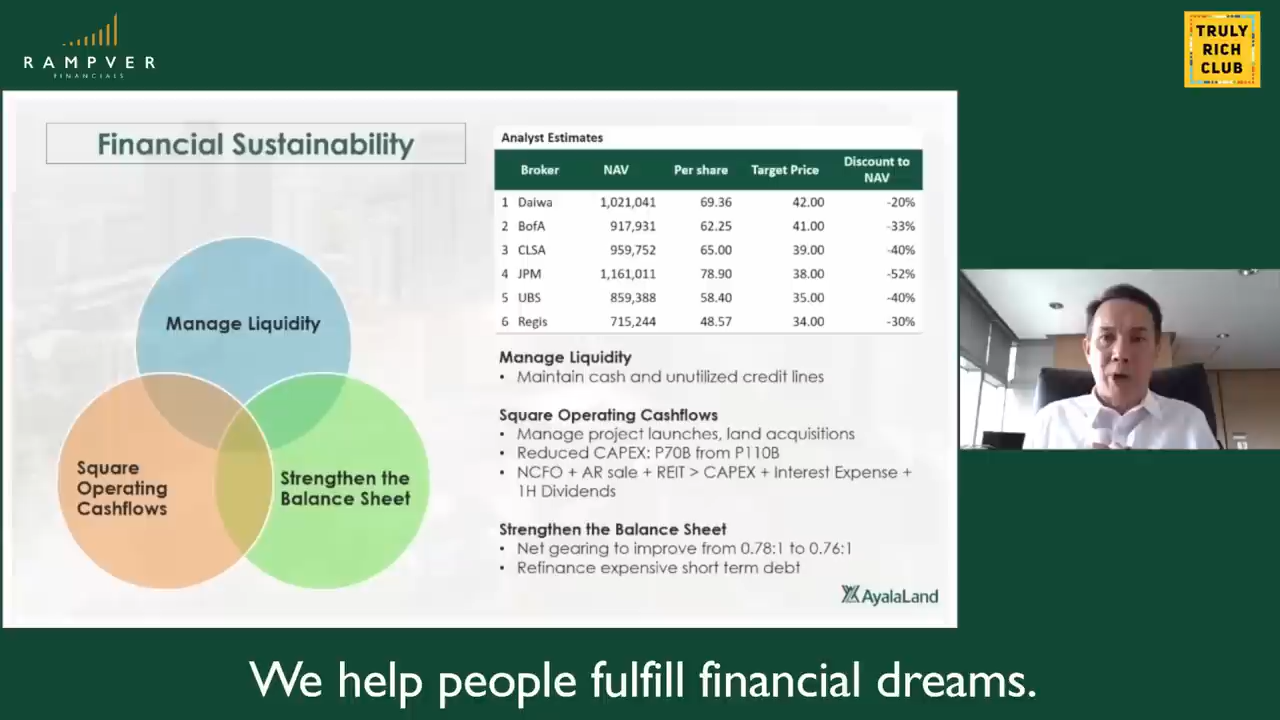 RAMPVER
FINANCIALS
TRULY
RICH
CLUB
Financial Sustainability
Manage Liquidity
Square
Operating
Cashflows
Strengthen the
Balance Sheet
Analyst Estimates
Broker NAV Per share Target Price Discount to NAV
1 Daiwa 1,021,041 69.36 42.00 -20%
2 BofA 917,931 62.25 41.00 -33%
3 CLSA 959,752 65.00 39.00 -40%
4 JPM 1,161,011 78.90 38.00 -52%
5 UBS 859,388 58.40 35.00 -40%
6 Regis 715,244 48.57 34.00 -30%
Manage Liquidity
• Maintain cash and unutilized credit lines
Square Operating Cashflows
• Manage project launches, land acquisitions
• Reduced CAPEX: P70B from P110B
• NCFO + AR sale + REIT > CAPEX + Interest Expense +
1H Dividends
Strengthen the Balance Sheet
• Net gearing to improve from 0.78:1 to 0.76:1
• Refinance expensive short term debt
AyalaLand
We help people fulfill financial dreams.